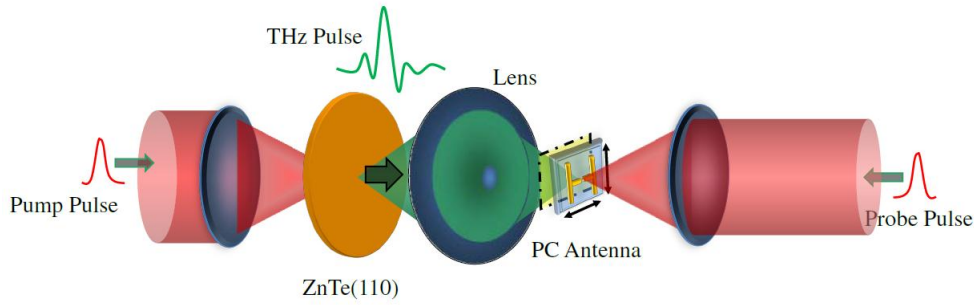 THz Pulse
Lens
Pump Pulse
Probe Pulse
PC Antenna
ZnTe(110)